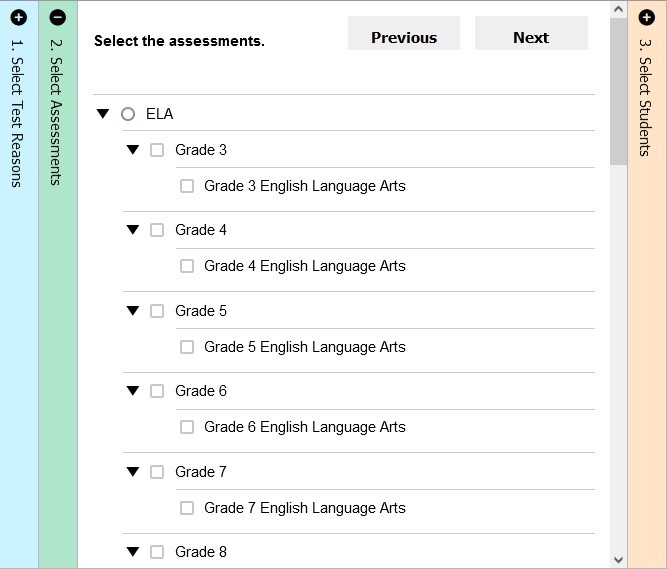 1. Select Test Reasons
2. Select Assessments
Select the assessments.
Previous
Next
ELA
Grade 3
Grade 3 English Language Arts
Grade 4
Grade 4 English Language Arts
Grade 5
Grade 5 English Language Arts
Grade 6
Grade 6 English Language Arts
Grade 7
Grade 7 English Language Arts
Grade 8
3. Select Students